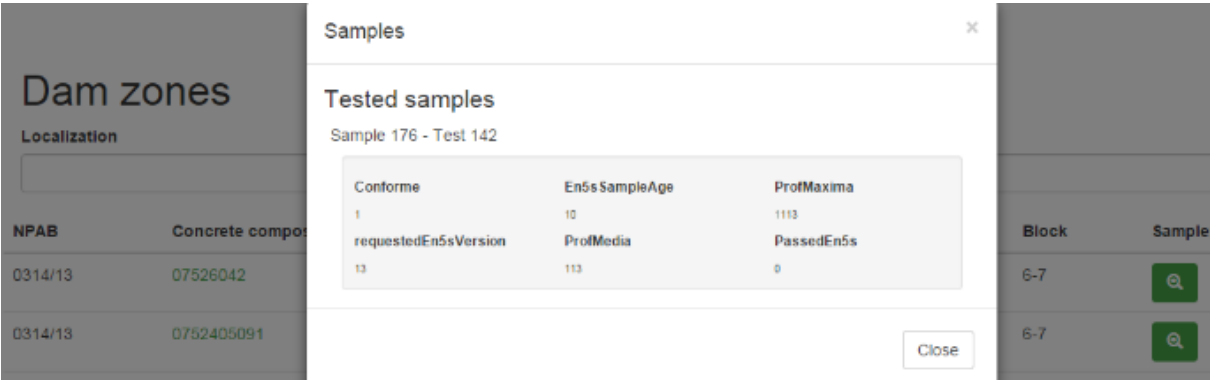 Samples ×
Dam zones
Tested samples
Localization
Sample 176 - Test 142
Conforme En5sSampleAge ProfMaxima
1 10 1113
requestedEn5sVersion ProfMedia PassedEn5s
13 113 0
NPAB Concrete compos Block Sample
0314/13 07526042 6-7
0314/13 0752405091 6-7
Close